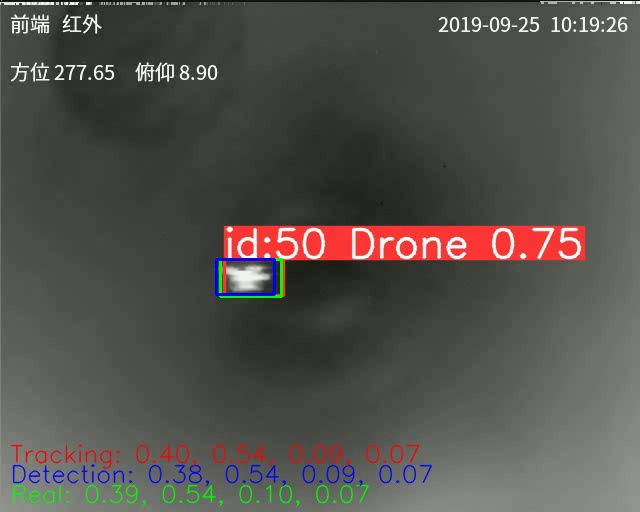 前端 红外 2019-09-25 10:19:26
方位 277.65 俯仰 8.90
id:50 Drone 0.75
Tracking: 0.40, 0.54, 0.09, 0.07
Detection: 0.38, 0.54, 0.09, 0.07
Real: 0.39, 0.54, 0.10, 0.07